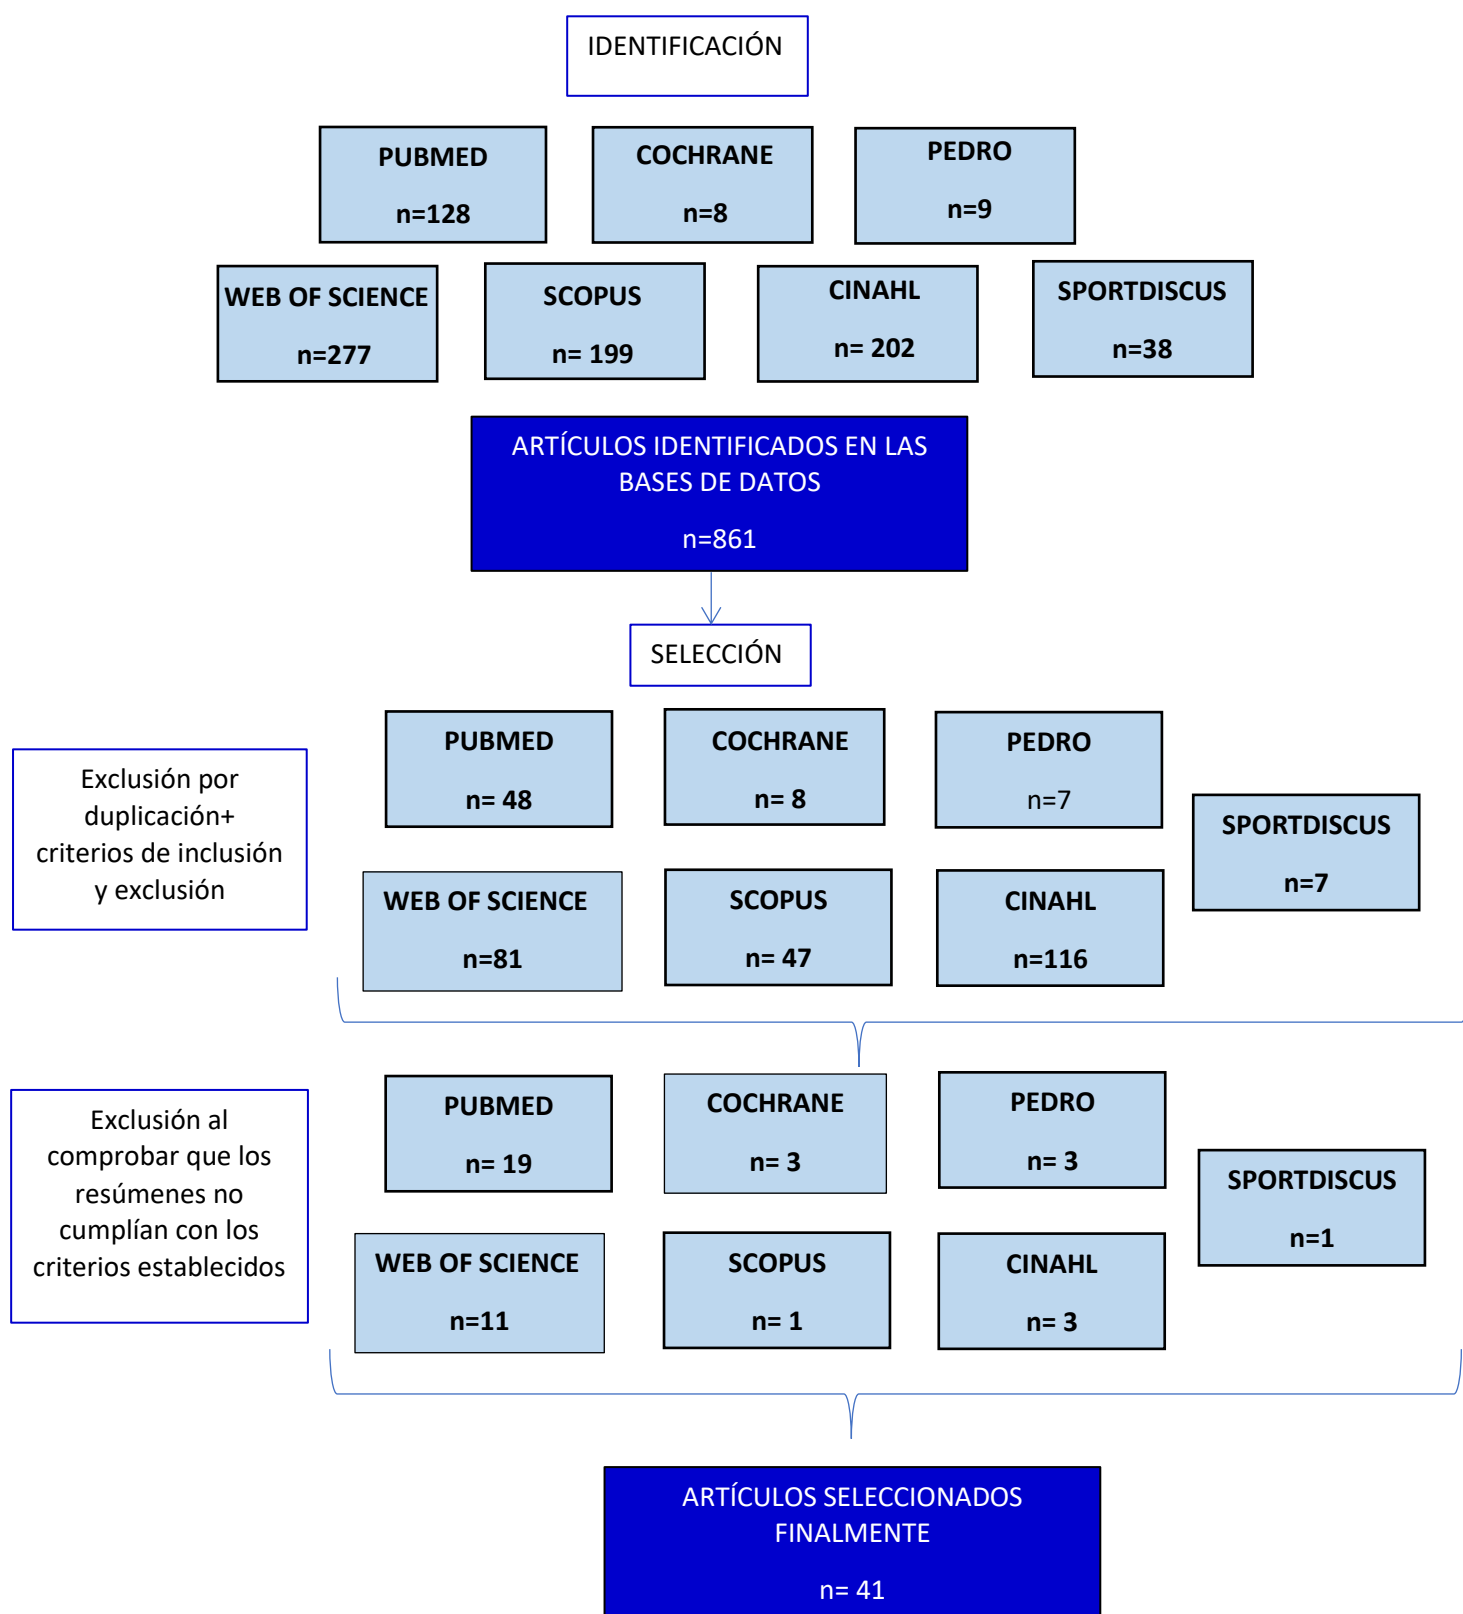 IDENTIFICACIÓN
PUBMED
n=128
COCHRANE
n=8
PEDRO
n=9
WEB OF SCIENCE
n=277
SCOPUS
n= 199
CINAHL
n= 202
SPORTDISCUS
n=38
ARTÍCULOS IDENTIFICADOS EN LAS
BASES DE DATOS
n=861
SELECCIÓN
Exclusión por
duplicación+
criterios de inclusión
y exclusión
PUBMED
n= 48
COCHRANE
n= 8
PEDRO
n=7
SPORTDISCUS
n=7
WEB OF SCIENCE
n=81
SCOPUS
n= 47
CINAHL
n=116
Exclusión al
comprobar que los
resúmenes no
cumplían con los
criterios establecidos
PUBMED
n= 19
COCHRANE
n= 3
PEDRO
n= 3
SPORTDISCUS
n=1
WEB OF SCIENCE
n=11
SCOPUS
n= 1
CINAHL
n= 3
ARTÍCULOS SELECCIONADOS
FINALMENTE
n= 41